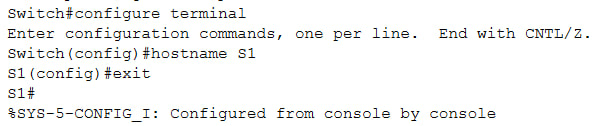 Switch#configure terminal
Enter configuration commands, one per line.  End with CNTL/Z.
Switch(config)#hostname S1
S1(config)#exit
S1#
%SYS-5-CONFIG_I: Configured from console by console